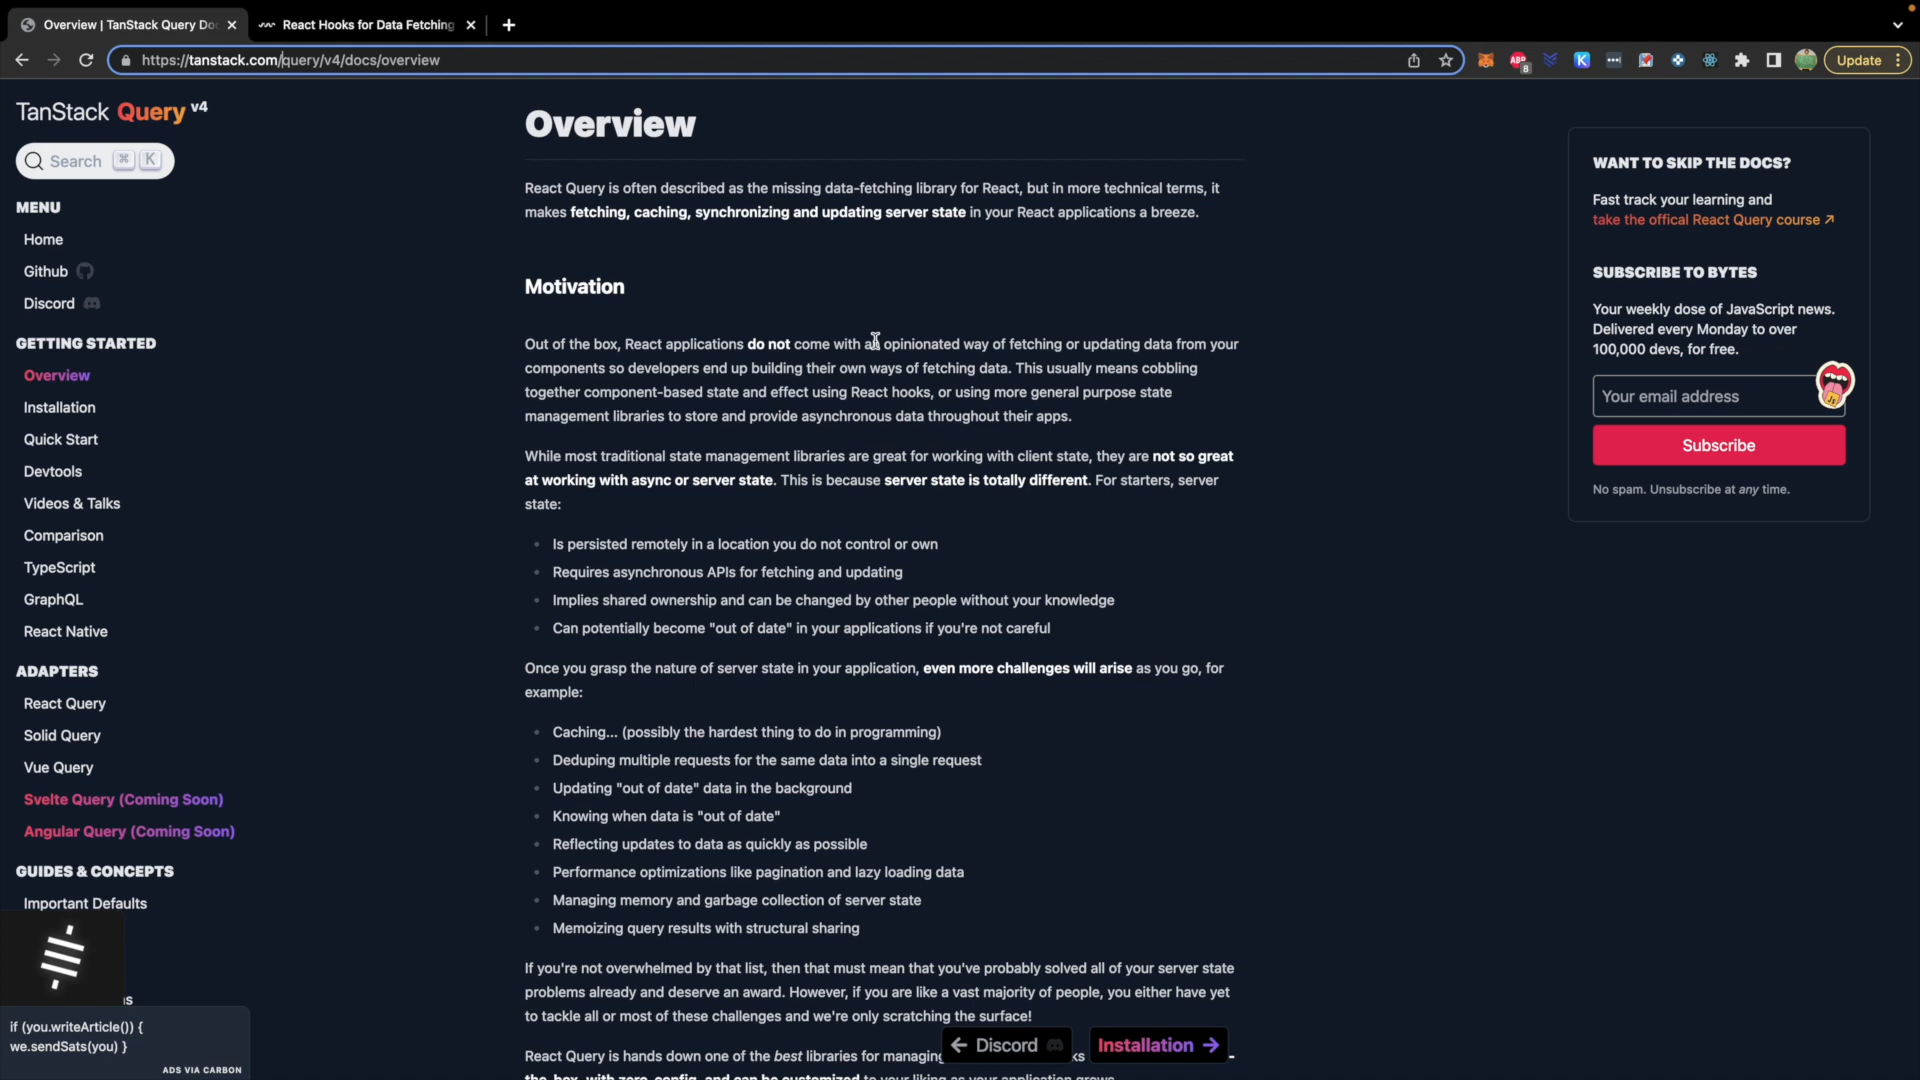 Overview | TanStack Query Do
React Hooks for Data Fetching
https://tanstack.com/query/v4/docs/overview
ABP
8
K
Update
TanStack Query v4
Search ⌘ K
MENU
Home
Github
Discord
GETTING STARTED
Overview
Installation
Quick Start
Devtools
Videos & Talks
Comparison
TypeScript
GraphQL
React Native
ADAPTERS
React Query
Solid Query
Vue Query
Svelte Query (Coming Soon)
Angular Query (Coming Soon)
GUIDES & CONCEPTS
Important Defaults
if (you.writeArticle()) {
we.sendSats(you) }
ADS VIA CARBON
Overview
React Query is often described as the missing data-fetching library for React, but in more technical terms, it
makes fetching, caching, synchronizing and updating server state in your React applications a breeze.
Motivation
Out of the box, React applications do not come with an opinionated way of fetching or updating data from your
components so developers end up building their own ways of fetching data. This usually means cobbling
together component-based state and effect using React hooks, or using more general purpose state
management libraries to store and provide asynchronous data throughout their apps.
While most traditional state management libraries are great for working with client state, they are not so great
at working with async or server state. This is because server state is totally different. For starters, server
state:
Is persisted remotely in a location you do not control or own
Requires asynchronous APIs for fetching and updating
Implies shared ownership and can be changed by other people without your knowledge
Can potentially become "out of date" in your applications if you're not careful
Once you grasp the nature of server state in your application, even more challenges will arise as you go, for
example:
Caching... (possibly the hardest thing to do in programming)
Deduping multiple requests for the same data into a single request
Updating "out of date" data in the background
Knowing when data is "out of date"
Reflecting updates to data as quickly as possible
Performance optimizations like pagination and lazy loading data
Managing memory and garbage collection of server state
Memoizing query results with structural sharing
If you're not overwhelmed by that list, then that must mean that you've probably solved all of your server state
problems already and deserve an award. However, if you are like a vast majority of people, you either have yet
to tackle all or most of these challenges and we're only scratching the surface!
React Query is hands down one of the best libraries for managing
the-box, with zero-config, and can be customized to your liking as your application grows.
← Discord
Installation →
WANT TO SKIP THE DOCS?
Fast track your learning and
take the offical React Query course ↗
SUBSCRIBE TO BYTES
Your weekly dose of JavaScript news.
Delivered every Monday to over
100,000 devs, for free.
Your email address
Subscribe
No spam. Unsubscribe at any time.